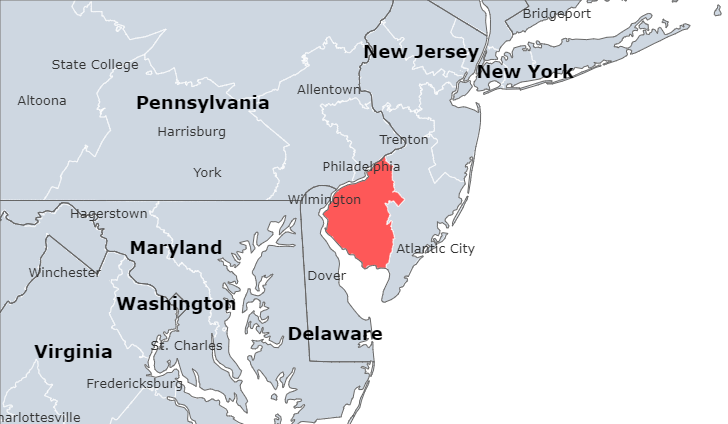 Bridgeport
New Jersey
State College
New York
Allentown
Altoona
Pennsylvania
Harrisburg
Trenton
Philadelphia
York
Wilmington
Hagerstown
Maryland
Atlantic City
Winchester
Dover
Washington
Delaware
St. Charles
Virginia
Fredericksburg
harlottesville